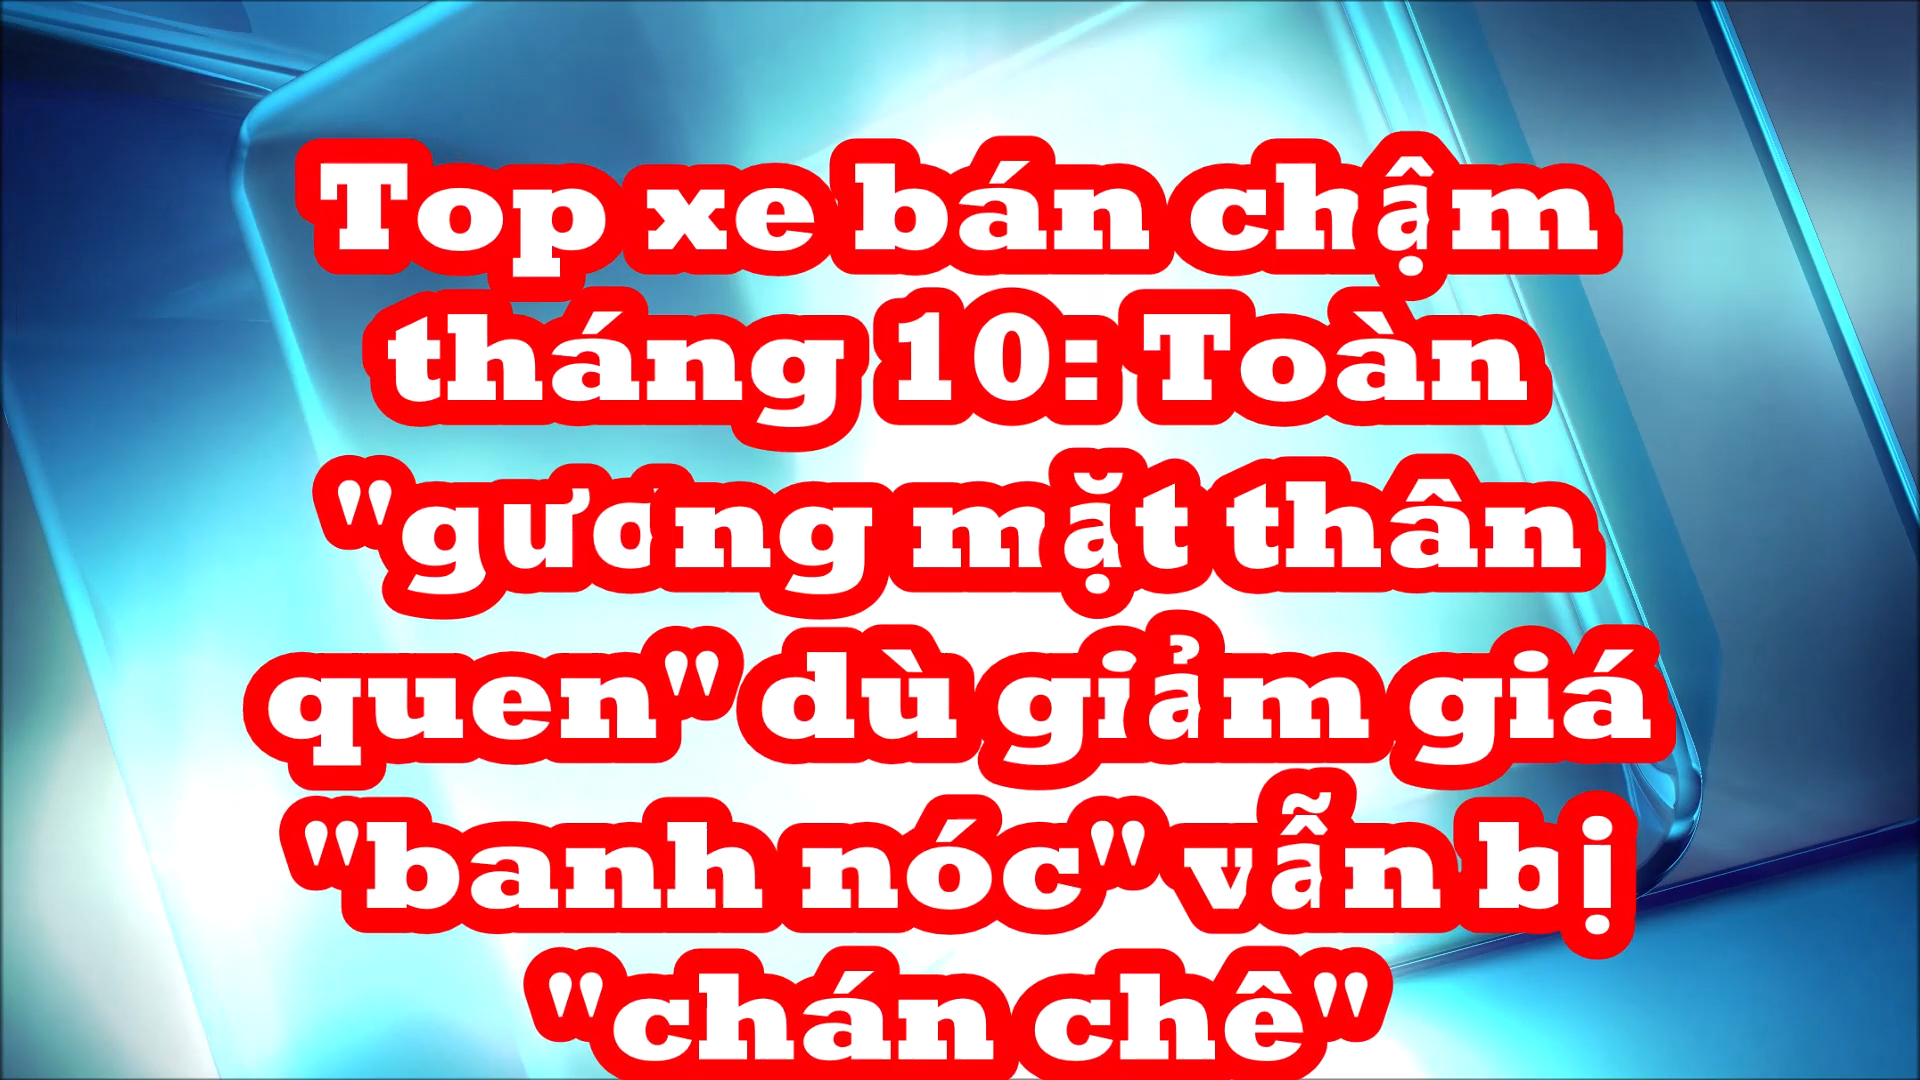 Top xe bán chậm
tháng 10: Toàn
"gương mặt thân
quen" dù giảm giá
"banh nóc" vẫn bị
"chán chê"